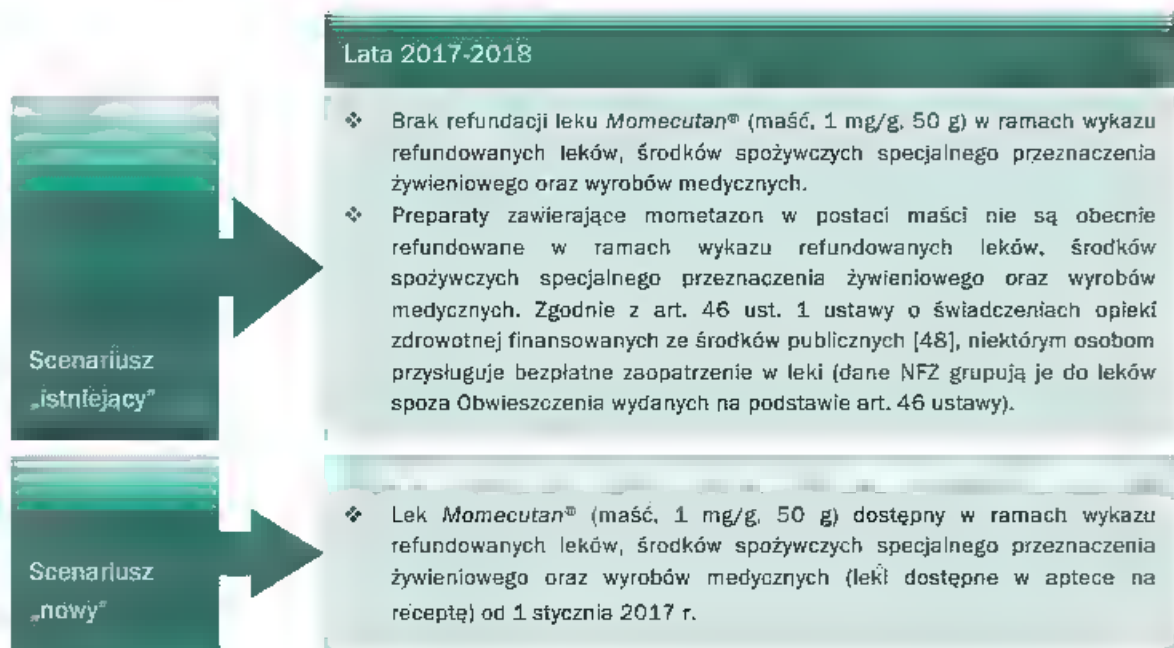 Lata 2017-2018
Scenariusz
„istniejący”
❖ Brak refundacji leku Momecutan® (maść, 1 mg/g, 50 g) w ramach wykazu
refundowanych leków, środków spożywczych specjalnego przeznaczenia
żywieniowego oraz wyrobów medycznych.
❖ Preparaty zawierające mometazon w postaci maści nie są obecnie
refundowane w ramach wykazu refundowanych leków, środków
spożywczych specjalnego przeznaczenia żywieniowego oraz wyrobów
medycznych. Zgodnie z art. 46 ust. 1 ustawy o świadczeniach opieki
zdrowotnej finansowanych ze środków publicznych [48], niektórym osobom
przysługuje bezpłatne zaopatrzenie w leki (dane NFZ grupują je do leków
spoza Obwieszczenia wydanych na podstawie art. 46 ustawy).
Scenariusz
„nowy”
❖ Lek Momecutan® (maść, 1 mg/g, 50 g) dostępny w ramach wykazu
refundowanych leków, środków spożywczych specjalnego przeznaczenia
żywieniowego oraz wyrobów medycznych (leki dostępne w aptece na
receptę) od 1 stycznia 2017 r.